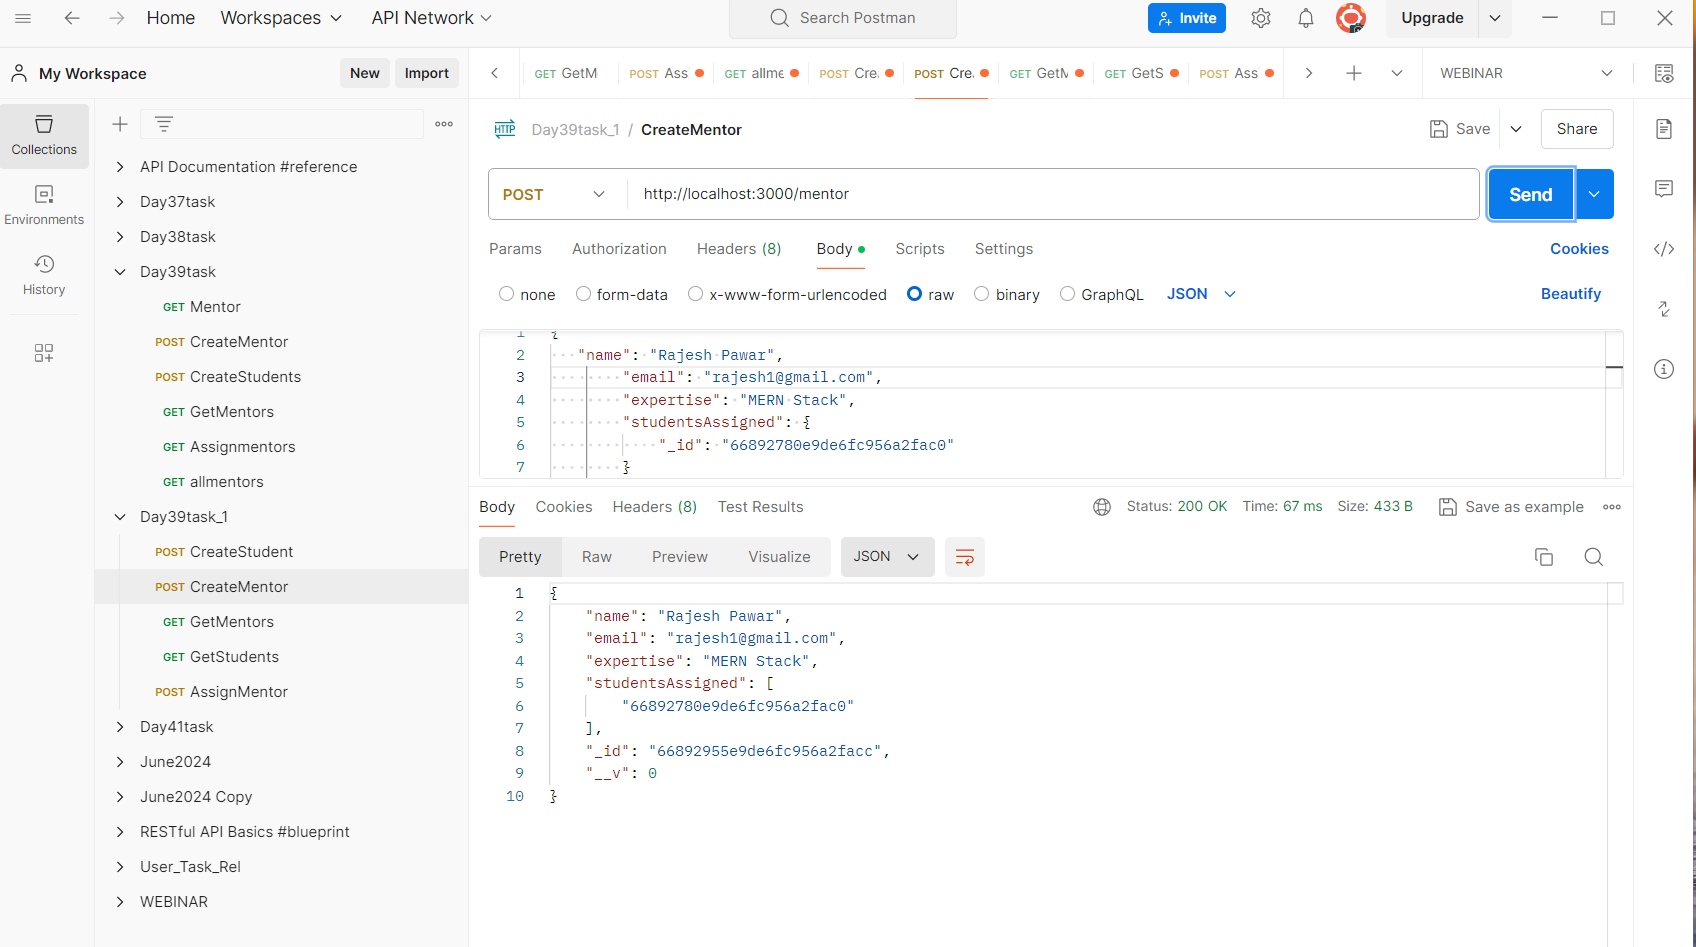 Home
Workspaces
API Network
Search Postman
Invite
Upgrade
My Workspace
New
Import
GET GetM
POST Ass
GET allme
POST Cre
POST Cre
GET GetM
GET GetS
POST Ass
WEBINAR
Collections
Environments
History
API Documentation #reference
Day37task
Day38task
Day39task
GET Mentor
POST CreateMentor
POST CreateStudents
GET GetMentors
GET Assignmentors
GET allmentors
Day39task_1
POST CreateStudent
POST CreateMentor
GET GetMentors
GET GetStudents
POST AssignMentor
Day41task
June2024
June2024 Copy
RESTful API Basics #blueprint
User_Task_Rel
WEBINAR
HTTP Day39task_1 / CreateMentor
Save
Share
POST
http://localhost:3000/mentor
Send
Params
Authorization
Headers (8)
Body
Scripts
Settings
Cookies
none
form-data
x-www-form-urlencoded
raw
binary
GraphQL
JSON
Beautify
1 {
2 "name": "Rajesh Pawar",
3 "email": "rajesh1@gmail.com",
4 "expertise": "MERN Stack",
5 "studentsAssigned": {
6 "_id": "66892780e9de6fc956a2fac0"
7 }
Body
Cookies
Headers (8)
Test Results
Status: 200 OK
Time: 67 ms
Size: 433 B
Save as example
Pretty
Raw
Preview
Visualize
JSON
1 {
2 "name": "Rajesh Pawar",
3 "email": "rajesh1@gmail.com",
4 "expertise": "MERN Stack",
5 "studentsAssigned": [
6 "66892780e9de6fc956a2fac0"
7 ],
8 "_id": "66892955e9de6fc956a2facc",
9 "__v": 0
10 }